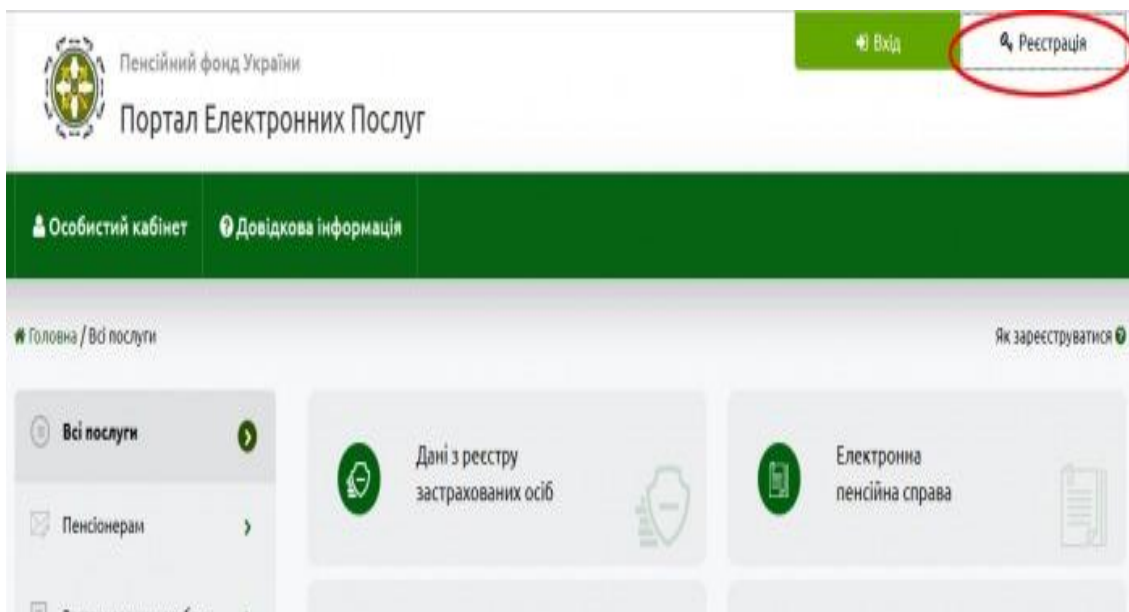 Вхід
Реєстрація
Пенсійний фонд України
Портал Електронних Послуг
Особистий кабінет
Довідкова інформація
Головна / Всі послуги
Як зареєструватися
Всі послуги
Дані з реєстру
застрахованих осіб
Електронна
пенсійна справа
Пенсіонерам